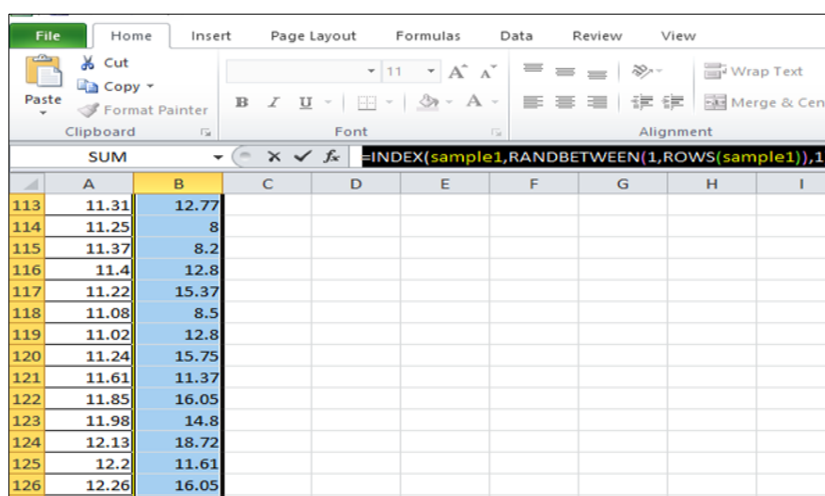 File Home Insert Page Layout Formulas Data Review View
Cut
Copy
Format Painter
Paste
11 A A Wrap Text
B I U A Merge & Cen
Clipboard Font Alignment
SUM fx =INDEX(sample1,RANDBETWEEN(1,ROWS(sample1)),1
A B C D E F G H I
113 11.31 12.77
114 11.25 8
115 11.37 8.2
116 11.4 12.8
117 11.22 15.37
118 11.08 8.5
119 11.02 12.8
120 11.24 15.75
121 11.61 11.37
122 11.85 16.05
123 11.98 14.8
124 12.13 18.72
125 12.2 11.61
126 12.26 16.05